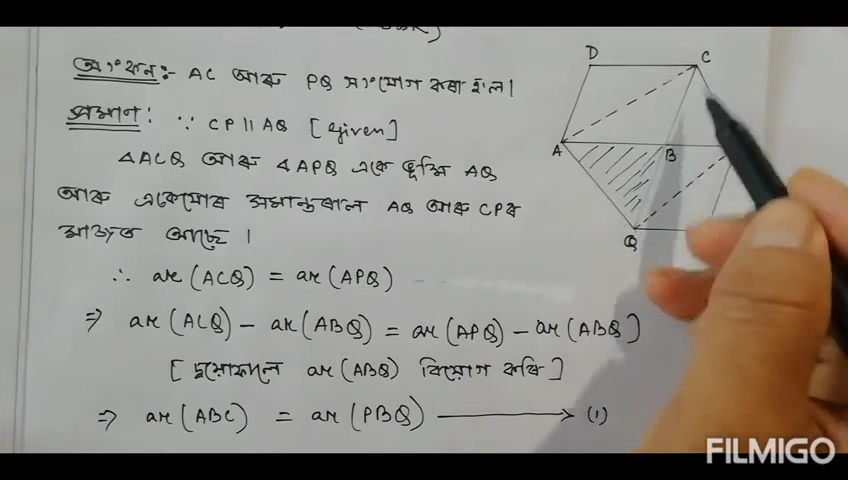 অংকন :- AC আৰু PQ সংযোগ কৰা হ'ল।
প্ৰমান : ∵ CP || AQ [Given]
△ACQ আৰু △APQ একে ভূমি AQ
আৰু একেযোৰ সমান্তৰাল AQ আৰু CPৰ
মাজত আছে ।
∴ ar (ACQ) = ar (APQ)
⇒ ar (ACQ) - ar (ABQ) = ar (APQ) - ar (ABQ)
[ দুয়োফালে ar (ABQ) বিয়োগ কৰি ]
⇒ ar (ABC) = ar (PBQ) ⟶ (1)
D
C
A
B
Q
FILMIGO